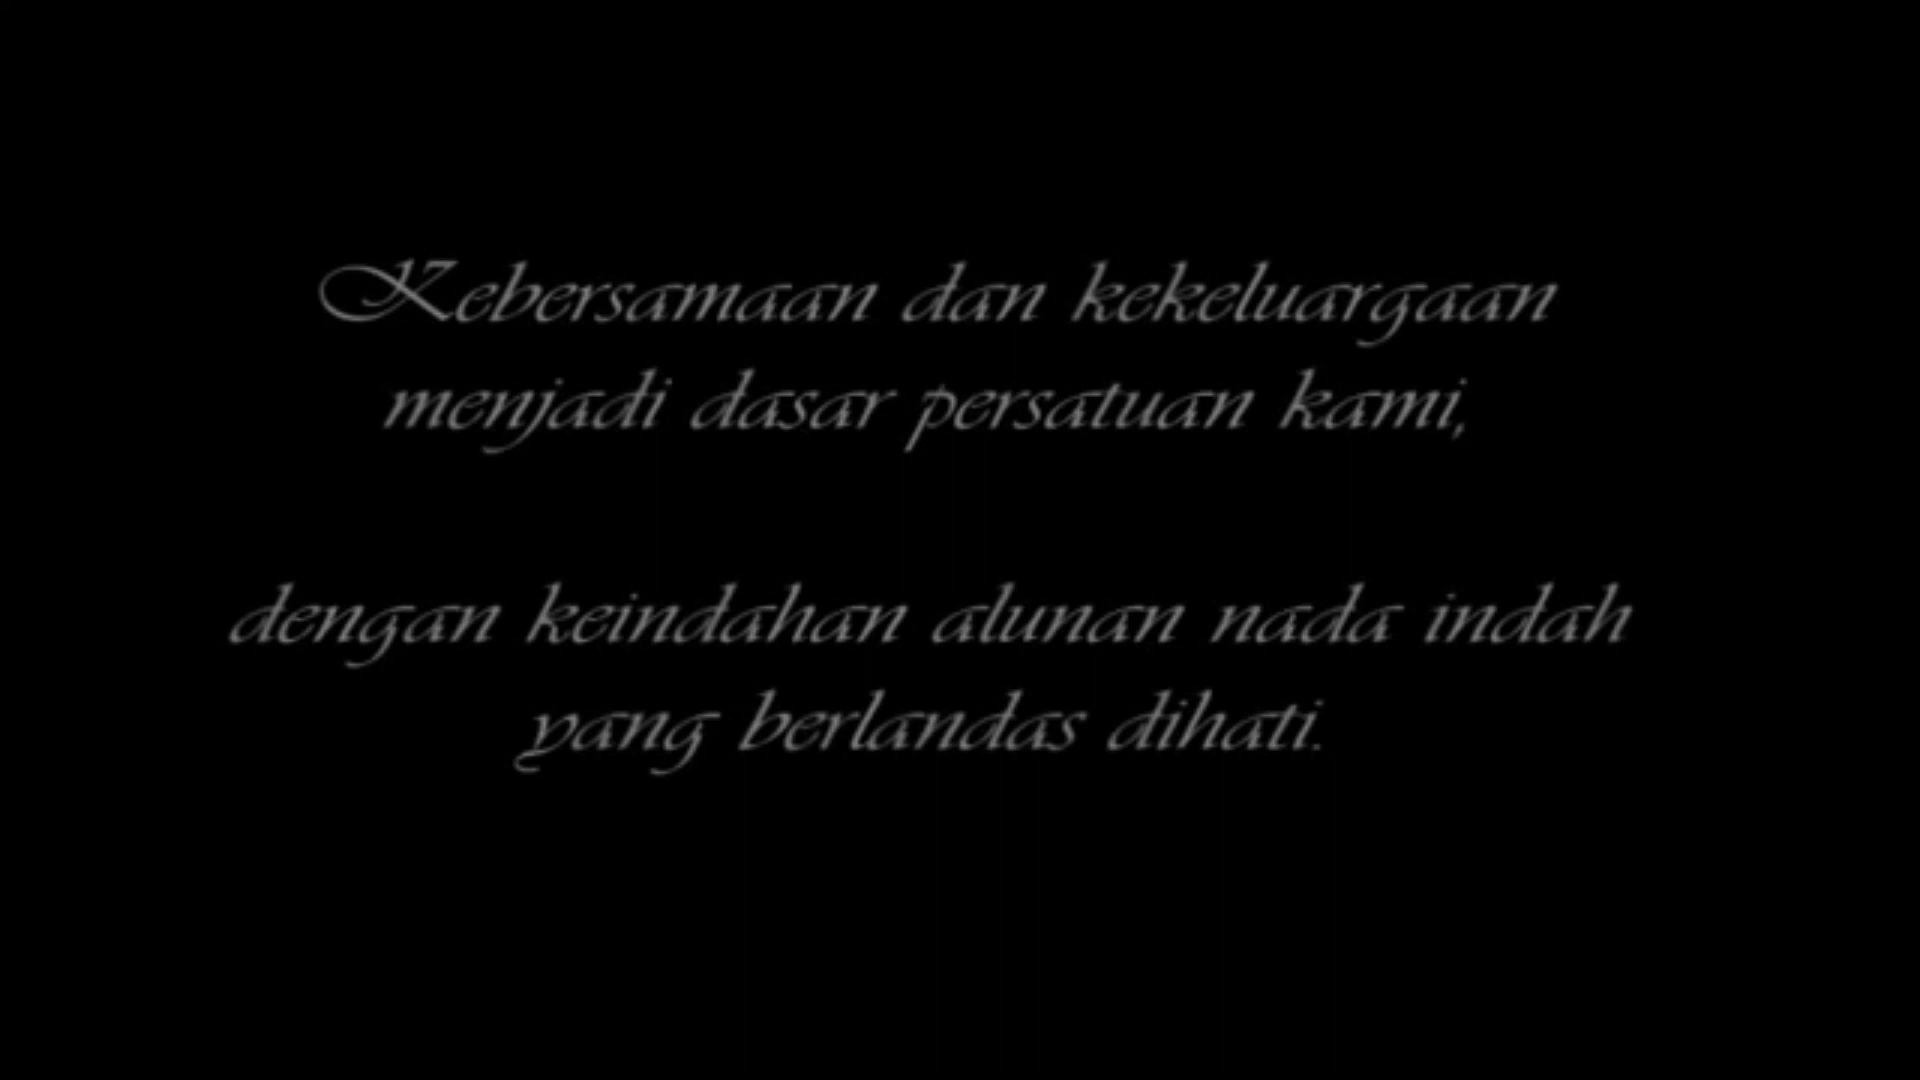 Kebersamaan dan kekeluargaan
menjadi dasar persatuan kami,
dengan keindahan alunan nada indah
yang berlandas dihati.